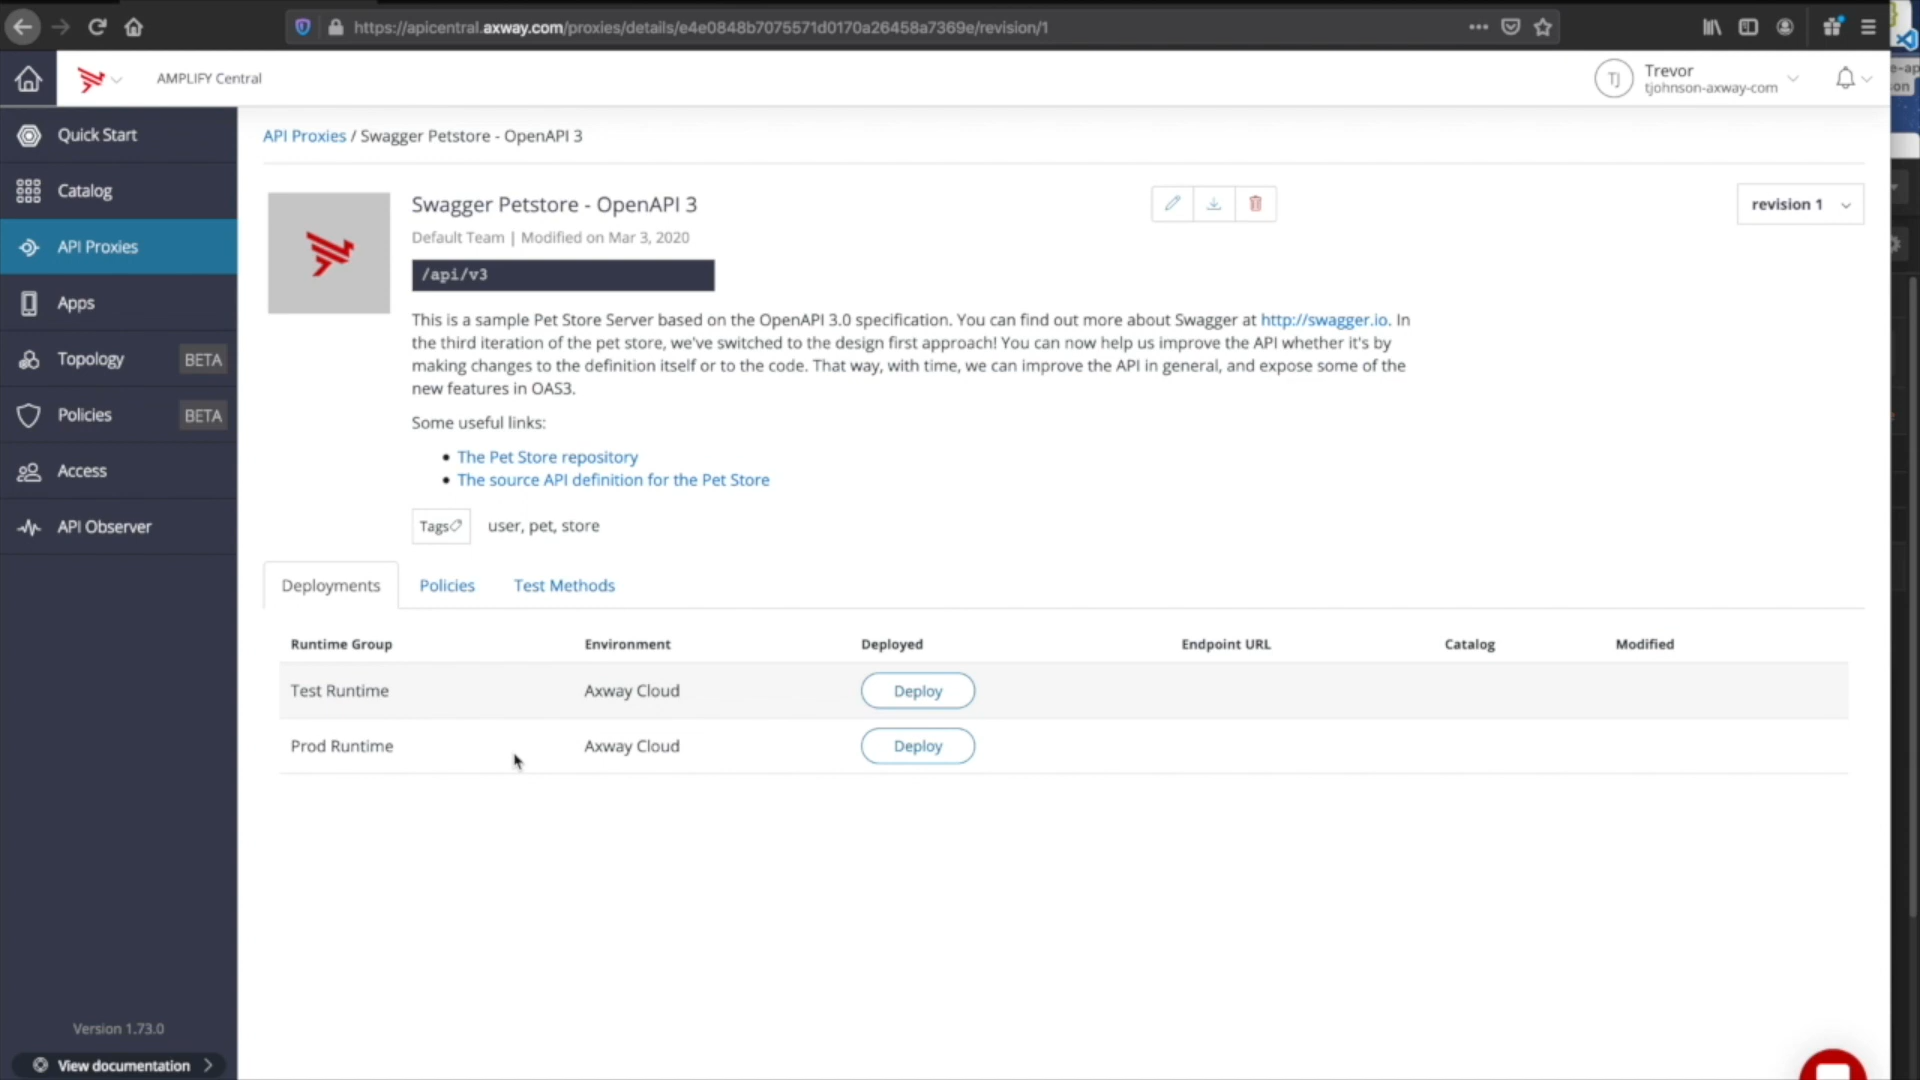 https://apicentral.axway.com/proxies/details/e4e0848b7075571d0170a26458a7369e/revision/1
AMPLIFY Central
TJ
Trevor
tjohnson-axway-com
Quick Start
Catalog
API Proxies
Apps
Topology BETA
Policies BETA
Access
API Observer
Version 1.73.0
View documentation
API Proxies / Swagger Petstore - OpenAPI 3
Swagger Petstore - OpenAPI 3
revision 1
Default Team | Modified on Mar 3, 2020
/api/v3
This is a sample Pet Store Server based on the OpenAPI 3.0 specification. You can find out more about Swagger at http://swagger.io. In
the third iteration of the pet store, we've switched to the design first approach! You can now help us improve the API whether it's by
making changes to the definition itself or to the code. That way, with time, we can improve the API in general, and expose some of the
new features in OAS3.
Some useful links:
• The Pet Store repository
• The source API definition for the Pet Store
Tags user, pet, store
Deployments Policies Test Methods
Runtime Group Environment Deployed Endpoint URL Catalog Modified
Test Runtime Axway Cloud Deploy
Prod Runtime Axway Cloud Deploy